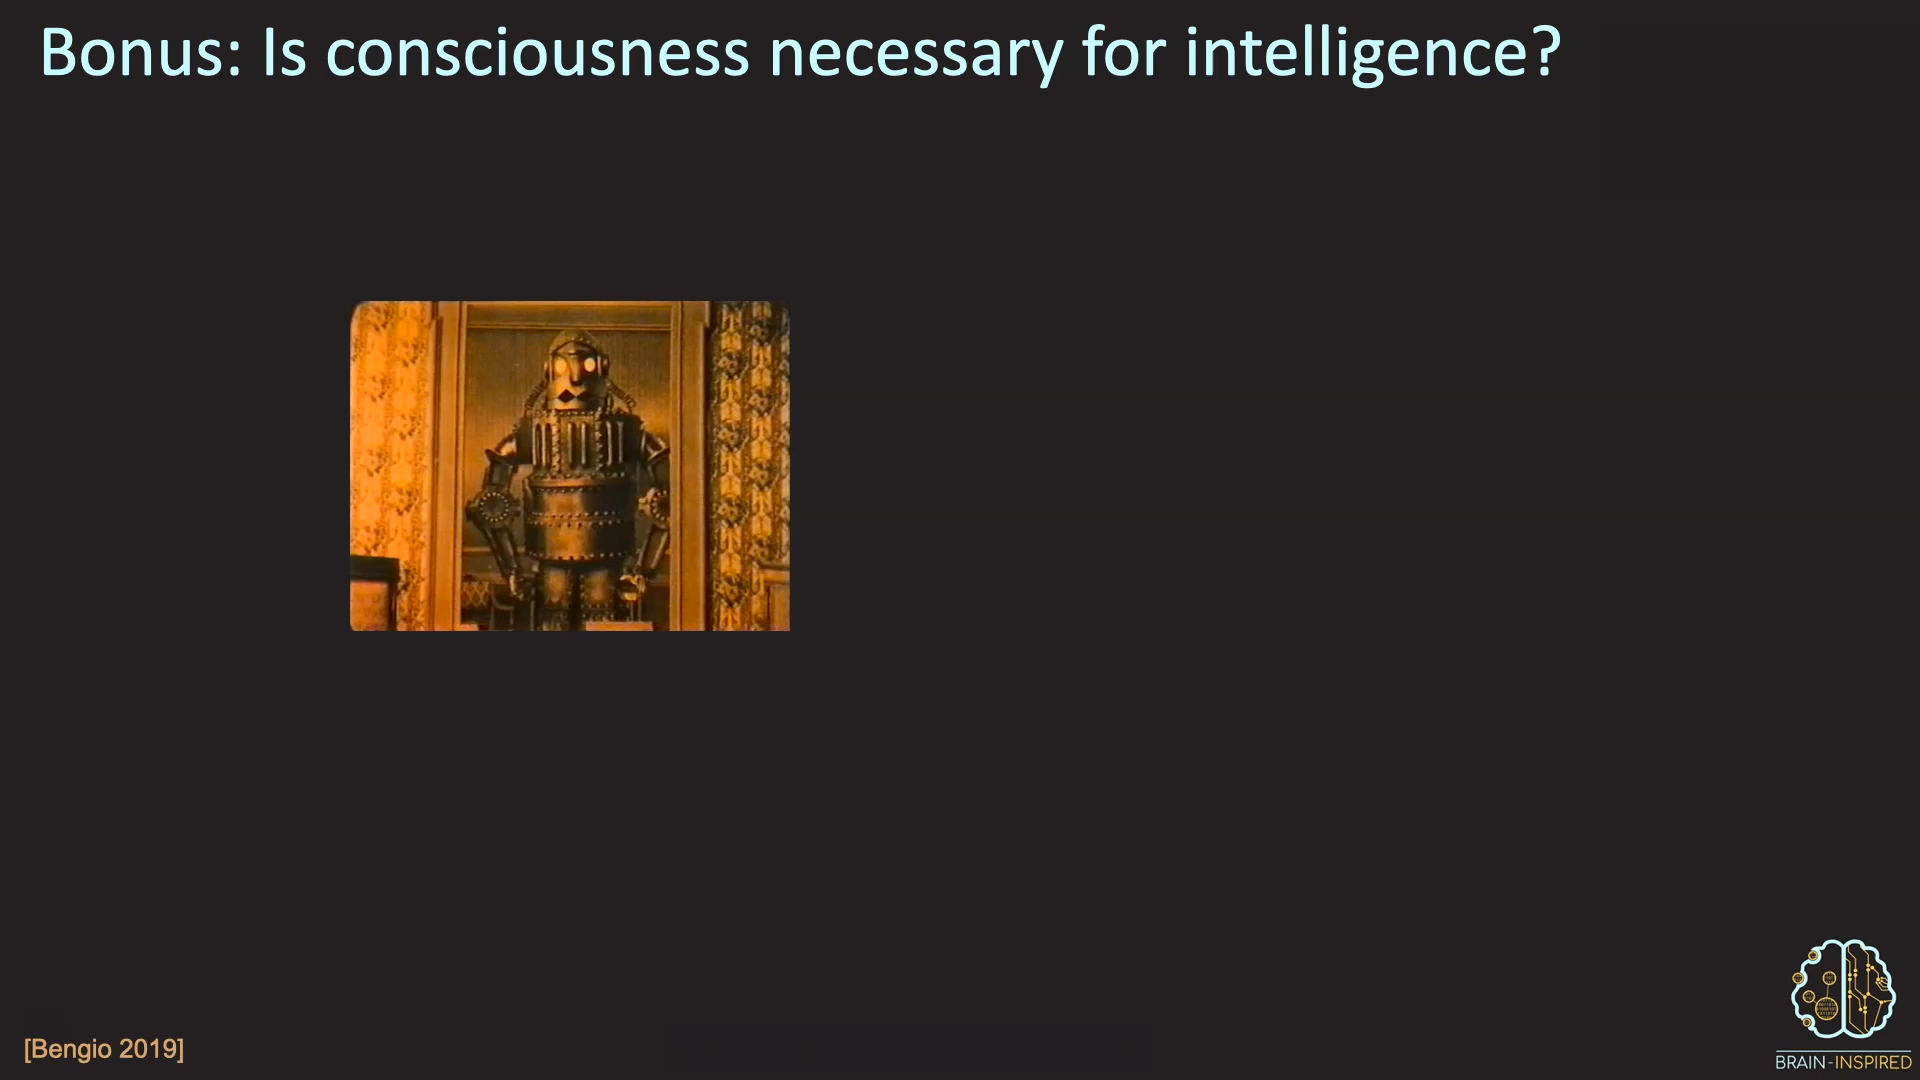 Bonus: Is consciousness necessary for intelligence?
[Bengio 2019]
BRAIN-INSPIRED